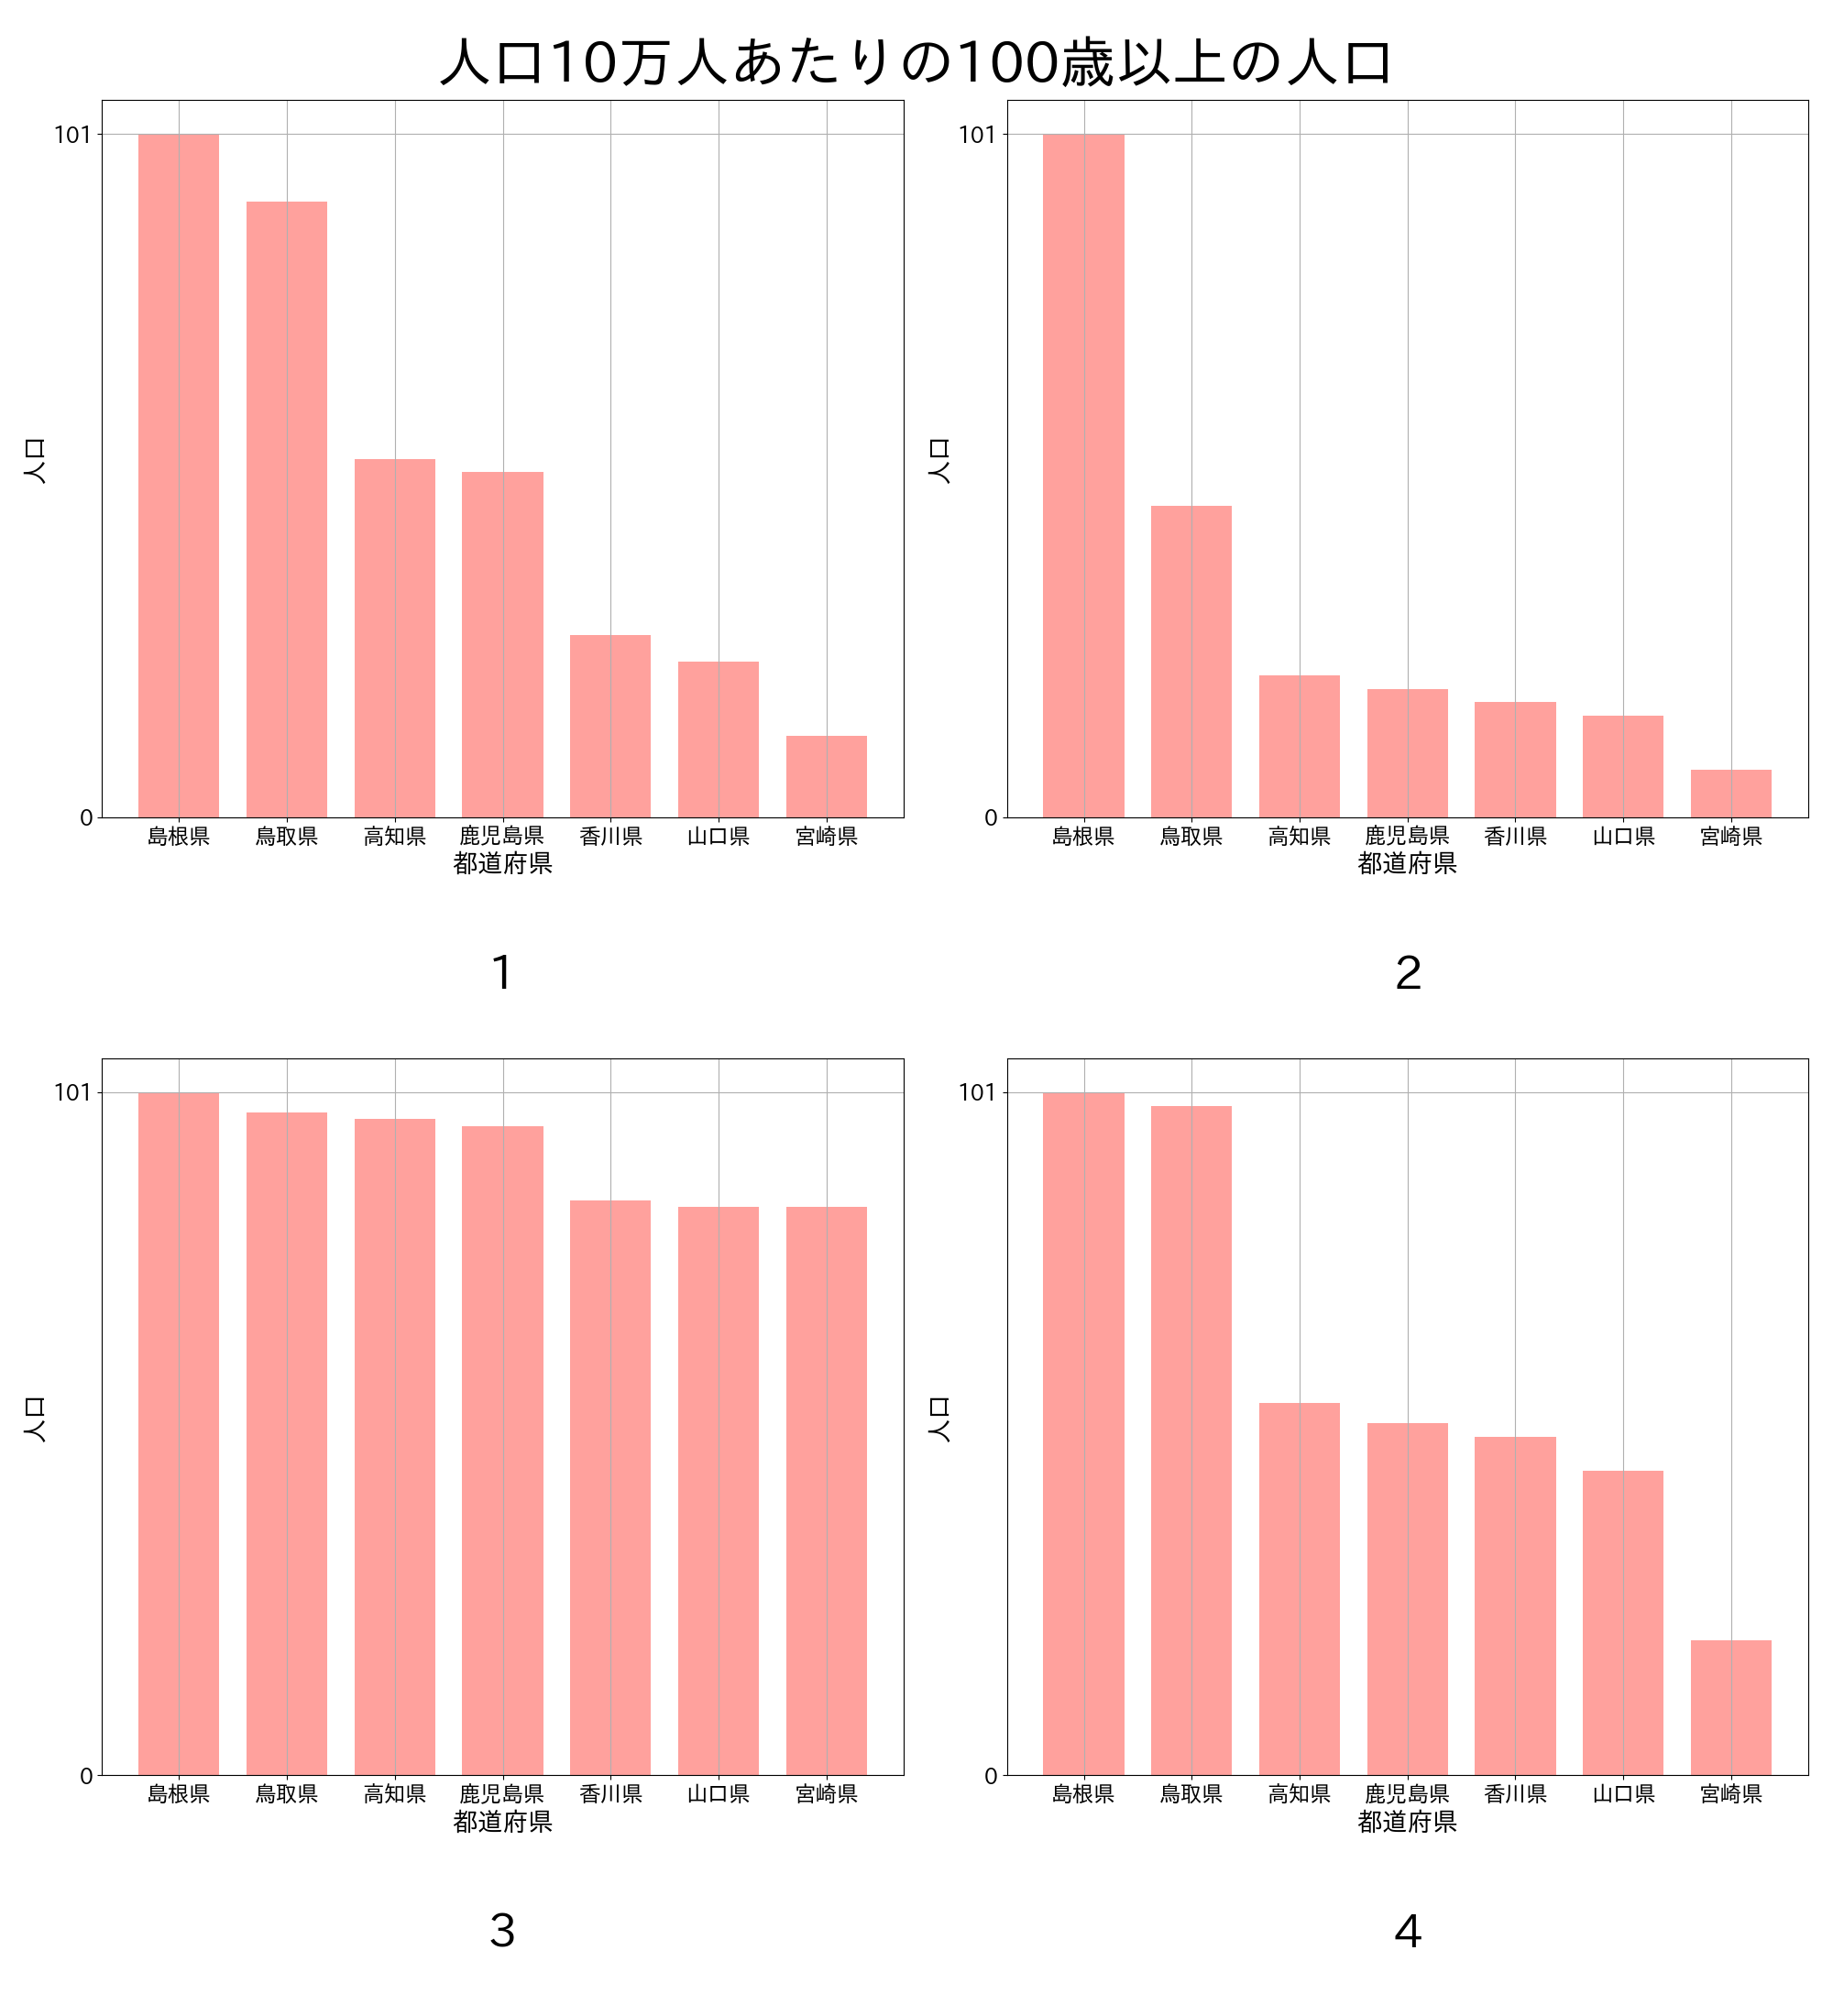 人口10万人あたりの100歳以上の人口
101
人口
0
島根県 鳥取県 高知県 鹿児島県 香川県 山口県 宮崎県
都道府県
1
101
人口
0
島根県 鳥取県 高知県 鹿児島県 香川県 山口県 宮崎県
都道府県
2
101
人口
0
島根県 鳥取県 高知県 鹿児島県 香川県 山口県 宮崎県
都道府県
3
101
人口
0
島根県 鳥取県 高知県 鹿児島県 香川県 山口県 宮崎県
都道府県
4